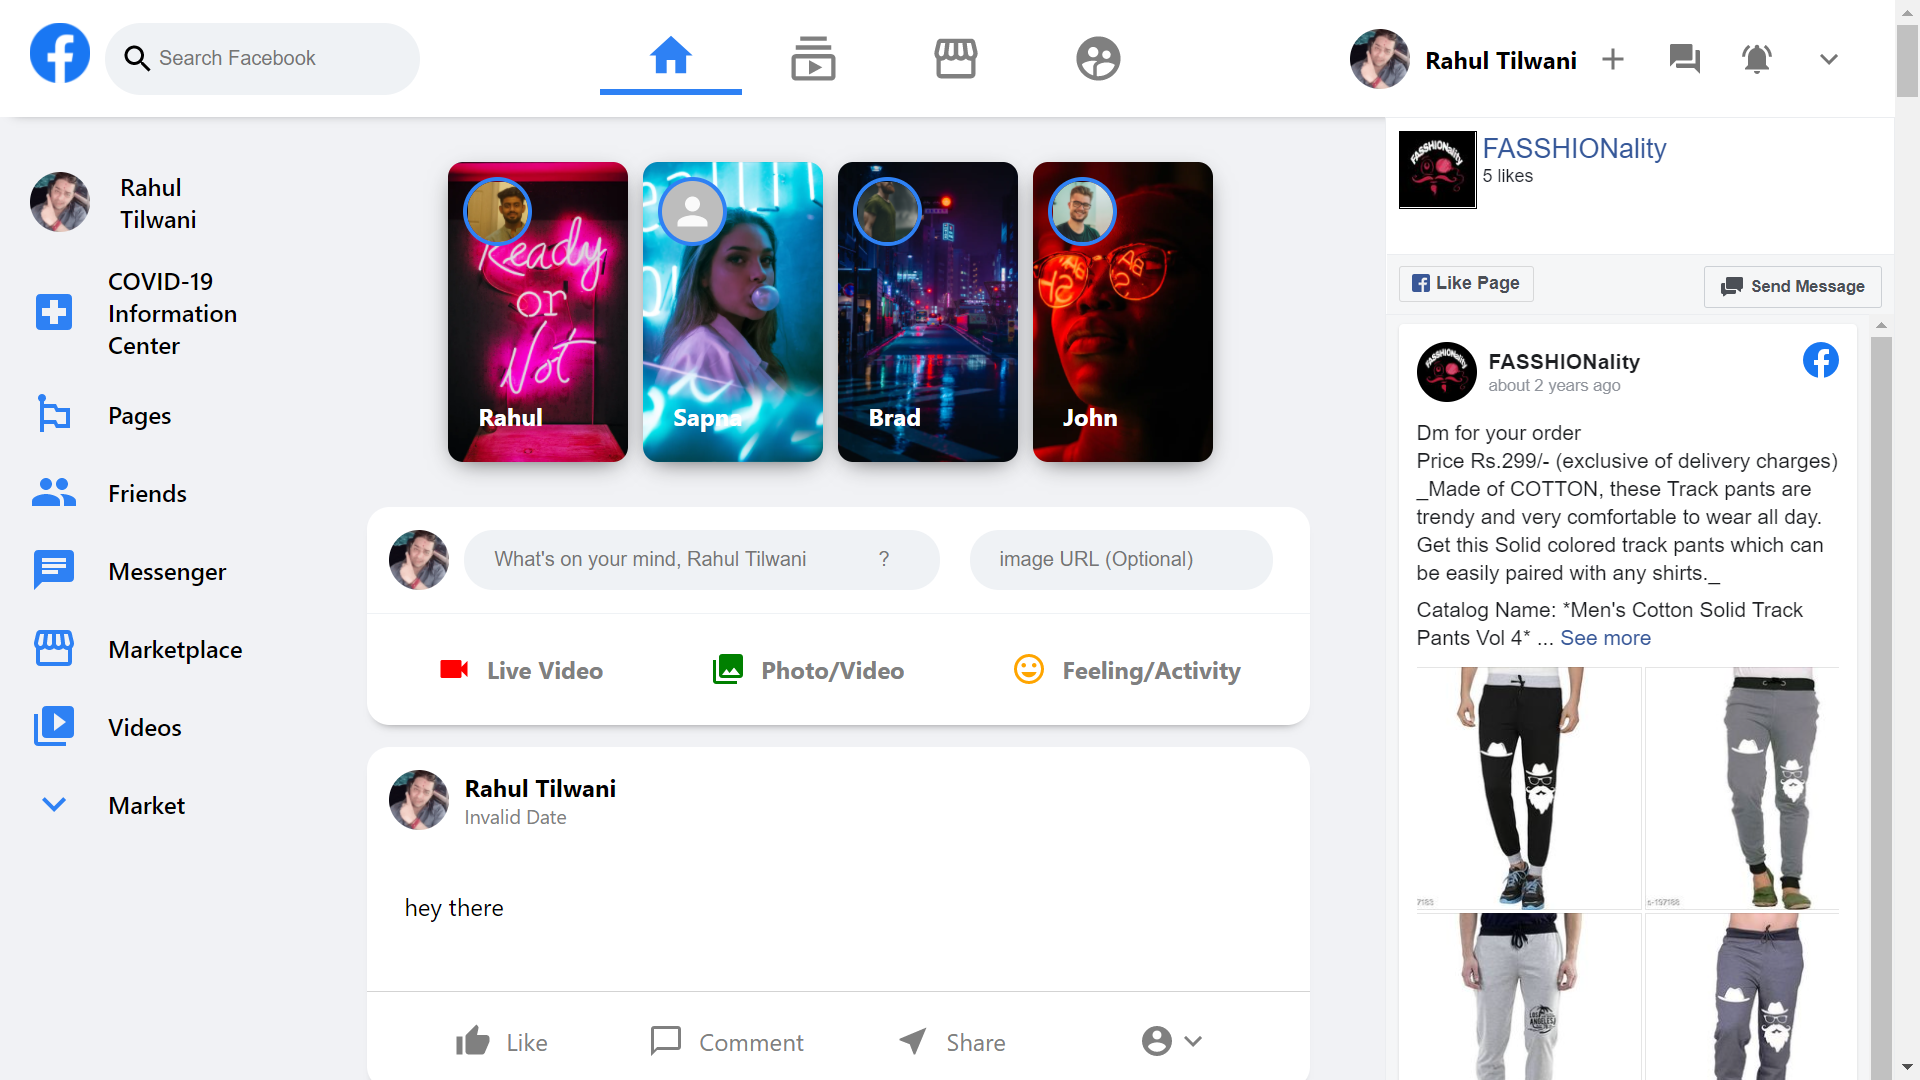 Search Facebook
Rahul Tilwani
Rahul
Tilwani
COVID-19
Information
Center
Pages
Friends
Messenger
Marketplace
Videos
Market
Ready
or
Not
Rahul
Sapna
Brad
John
What's on your mind, Rahul Tilwani ?
image URL (Optional)
Live Video
Photo/Video
Feeling/Activity
Rahul Tilwani
Invalid Date
hey there
Like
Comment
Share
FASSHIONality
FASSHIONality
5 likes
Like Page
Send Message
FASSHIONality
about 2 years ago
Dm for your order
Price Rs.299/- (exclusive of delivery charges)
_Made of COTTON, these Track pants are
trendy and very comfortable to wear all day.
Get this Solid colored track pants which can
be easily paired with any shirts._
Catalog Name: *Men's Cotton Solid Track
Pants Vol 4* ... See more
LOS
ANGELES